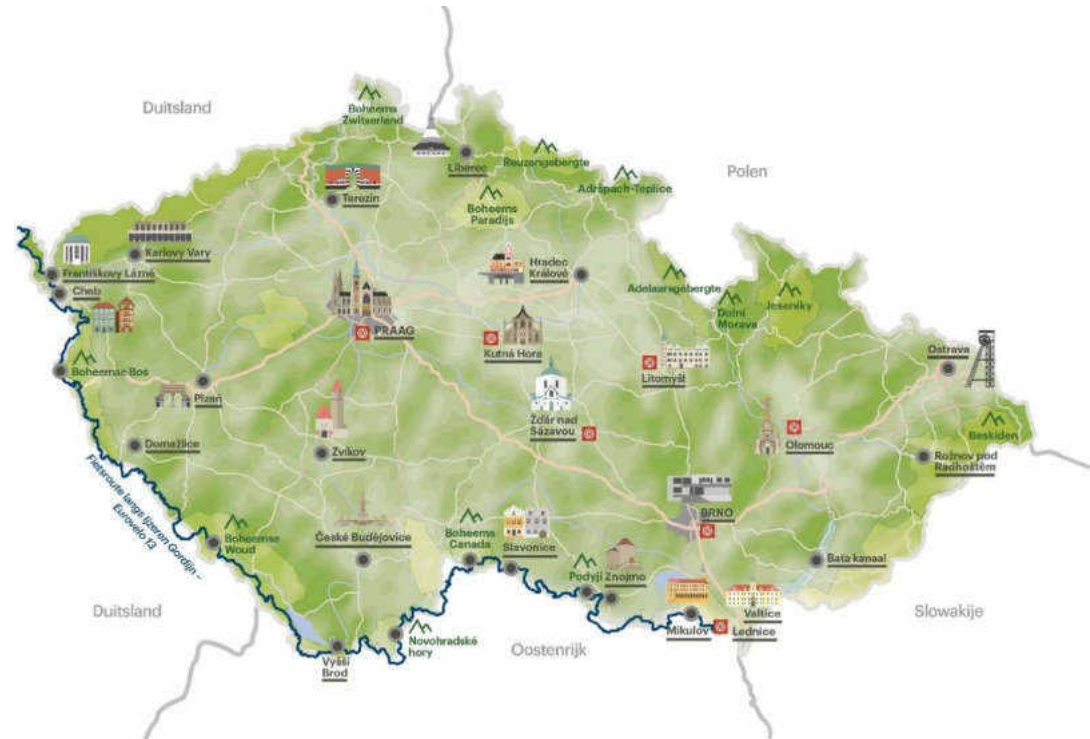 Duitsland
Boheems
Zwitserland
Liberec
Reuzengebergte
Polen
Adršpach-Teplice
Terezín
Boheems
Paradijs
Karlovy Vary
Františkovy Lázně
Cheb
Hradec
Králové
Adelaarsgebergte
Dolní
Morava
Jeseníky
PRAAG
Kutná Hora
Litomyšl
Ostrava
Boheemse Bos
Plzeň
Žďár nad
Sázavou
Olomouc
Beskiden
Domažlice
Zvíkov
Rožnov pod
Radhoštěm
Fietsroute langs IJzeren Gordijn –
Eurovelo 13
BRNO
Boheemse
Woud
České Budějovice
Boheems
Canada
Slavonice
Bata kanaal
Podyjí
Znojmo
Duitsland
Novohradské
hory
Oostenrijk
Mikulov
Valtice
Lednice
Slowakije
Vyšší
Brod